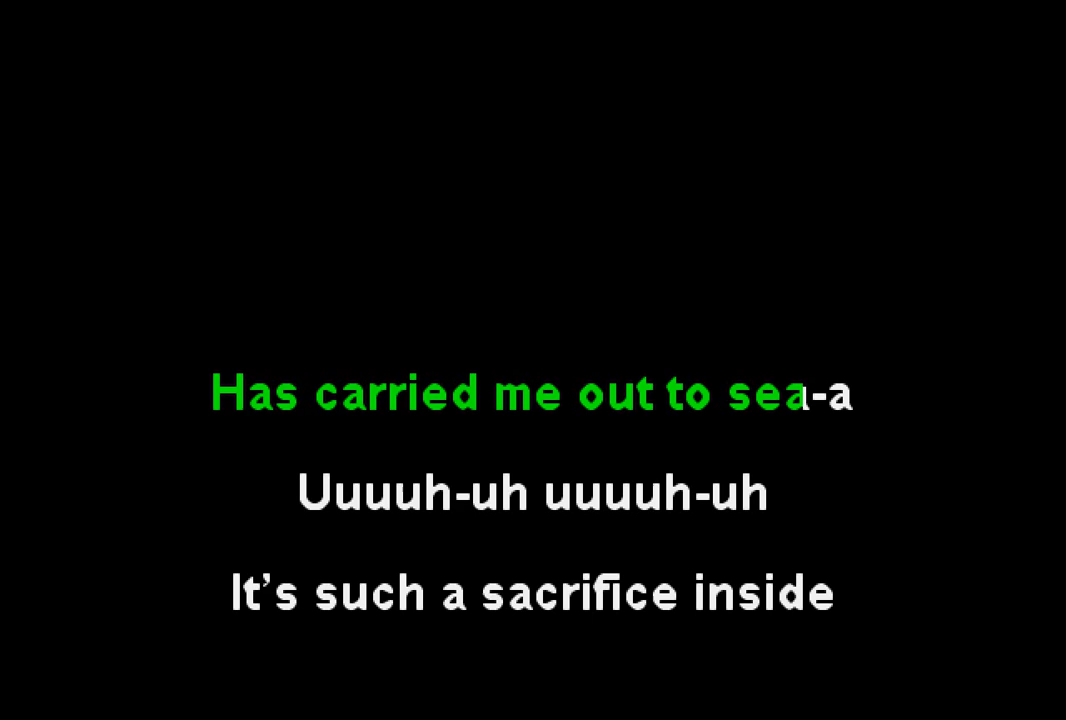 Has carried me out to sea-a
Uuuuh-uh uuuuh-uh
It’s such a sacrifice inside